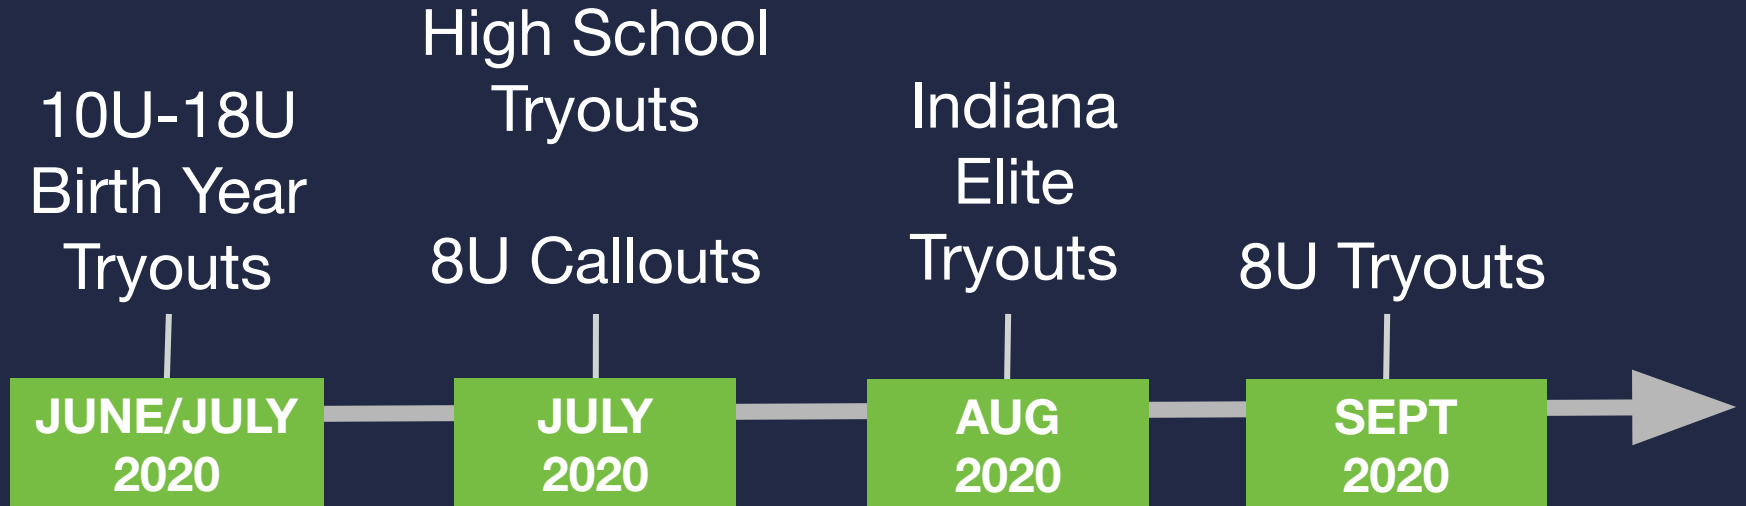 10U-18U
Birth Year
Tryouts
JUNE/JULY
2020
High School
Tryouts
8U Callouts
JULY
2020
Indiana
Elite
Tryouts
AUG
2020
8U Tryouts
SEPT
2020